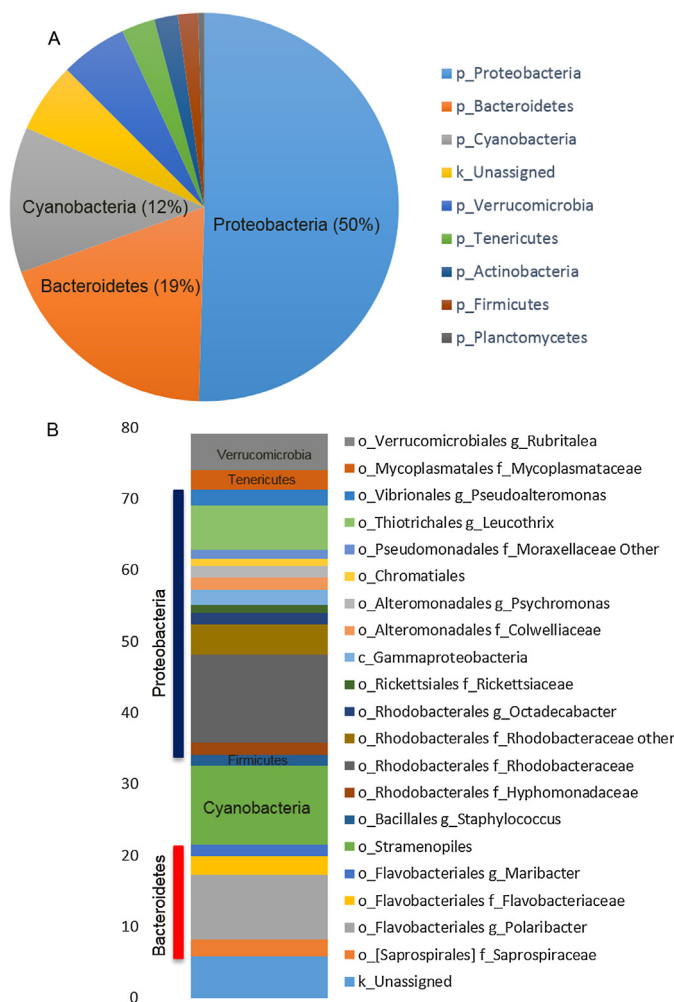 A
Cyanobacteria (12%)
Proteobacteria (50%)
Bacteroidetes (19%)
p_Proteobacteria
p_Bacteroidetes
p_Cyanobacteria
k_Unassigned
p_Verrucomicrobia
p_Tenericutes
p_Actinobacteria
p_Firmicutes
p_Planctomycetes
B
80
70
60
50
40
30
20
10
0
Proteobacteria
Bacteroidetes
Verrucomicrobia
Tenericutes
Firmicutes
Cyanobacteria
o_Verrucomicrobiales g_Rubritalea
o_Mycoplasmatales f_Mycoplasmataceae
o_Vibrionales g_Pseudoalteromonas
o_Thiotrichales g_Leucothrix
o_Pseudomonadales f_Moraxellaceae Other
o_Chromatiales
o_Alteromonadales g_Psychromonas
o_Alteromonadales f_Colwelliaceae
c_Gammaproteobacteria
o_Rickettsiales f_Rickettsiaceae
o_Rhodobacterales g_Octadecabacter
o_Rhodobacterales f_Rhodobacteraceae other
o_Rhodobacterales f_Rhodobacteraceae
o_Rhodobacterales f_Hyphomonadaceae
o_Bacillales g_Staphylococcus
o_Stramenopiles
o_Flavobacteriales g_Maribacter
o_Flavobacteriales f_Flavobacteriaceae
o_Flavobacteriales g_Polaribacter
o_[Saprospirales] f_Saprospiraceae
k_Unassigned